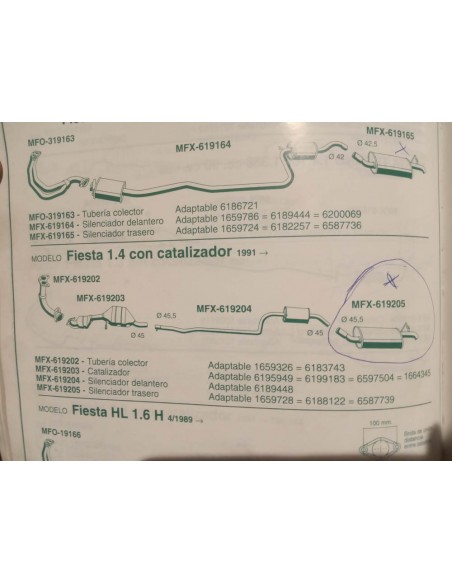 MFO-319163
MFX-619164
MFX-619165
Ø 42,5
Ø 42
MFO-319163 - Tubería colector Adaptable 6186721
MFX-619164 - Silenciador delantero Adaptable 1659786 = 6189444 = 6200069
MFX-619165 - Silenciador trasero Adaptable 1659724 = 6182257 = 6587736
MODELO Fiesta 1.4 con catalizador 1991 →
MFX-619202
MFX-619203
MFX-619204
MFX-619205
Ø 45,5
Ø 45,5
Ø 45
Ø 45
MFX-619202 - Tubería colector Adaptable 1659326 = 6183743
MFX-619203 - Catalizador Adaptable 6195949 = 6199183 = 6597504 = 1664345
MFX-619204 - Silenciador delantero Adaptable 6189448
MFX-619205 - Silenciador trasero Adaptable 1659728 = 6188122 = 6587739
MODELO Fiesta HL 1.6 H 4/1989 →
MFO-19166
100 mm.